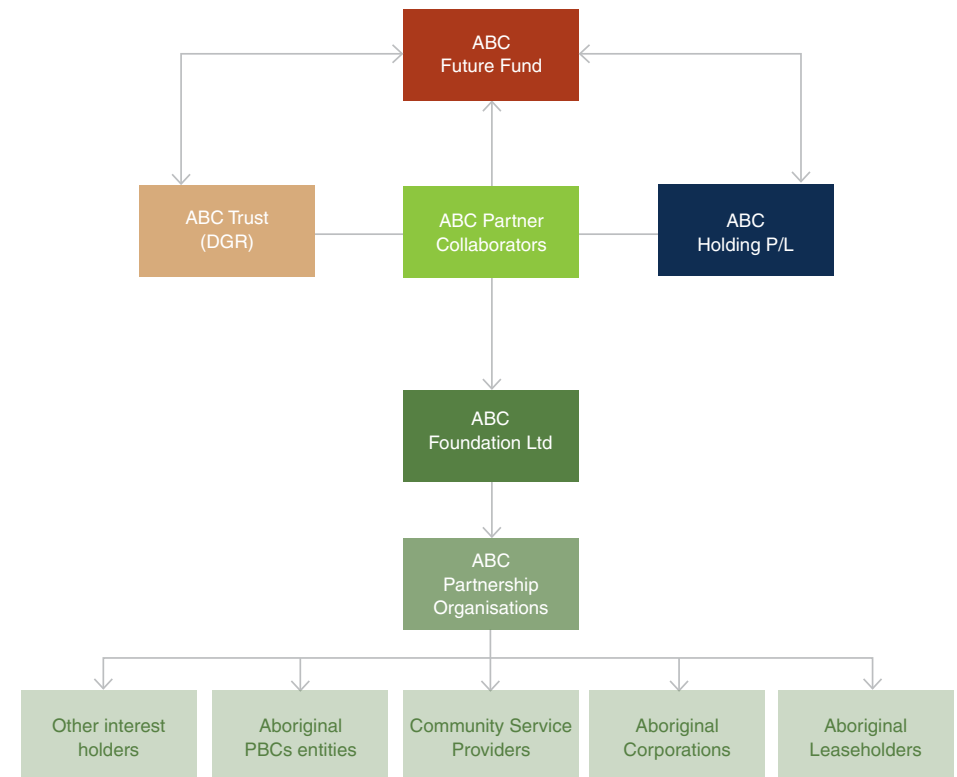 ABC
Future Fund
ABC Trust
(DGR)
ABC Partner
Collaborators
ABC
Holding P/L
ABC
Foundation Ltd
ABC
Partnership
Organisations
Other interest
holders
Aboriginal
PBCs entities
Community Service
Providers
Aboriginal
Corporations
Aboriginal
Leaseholders